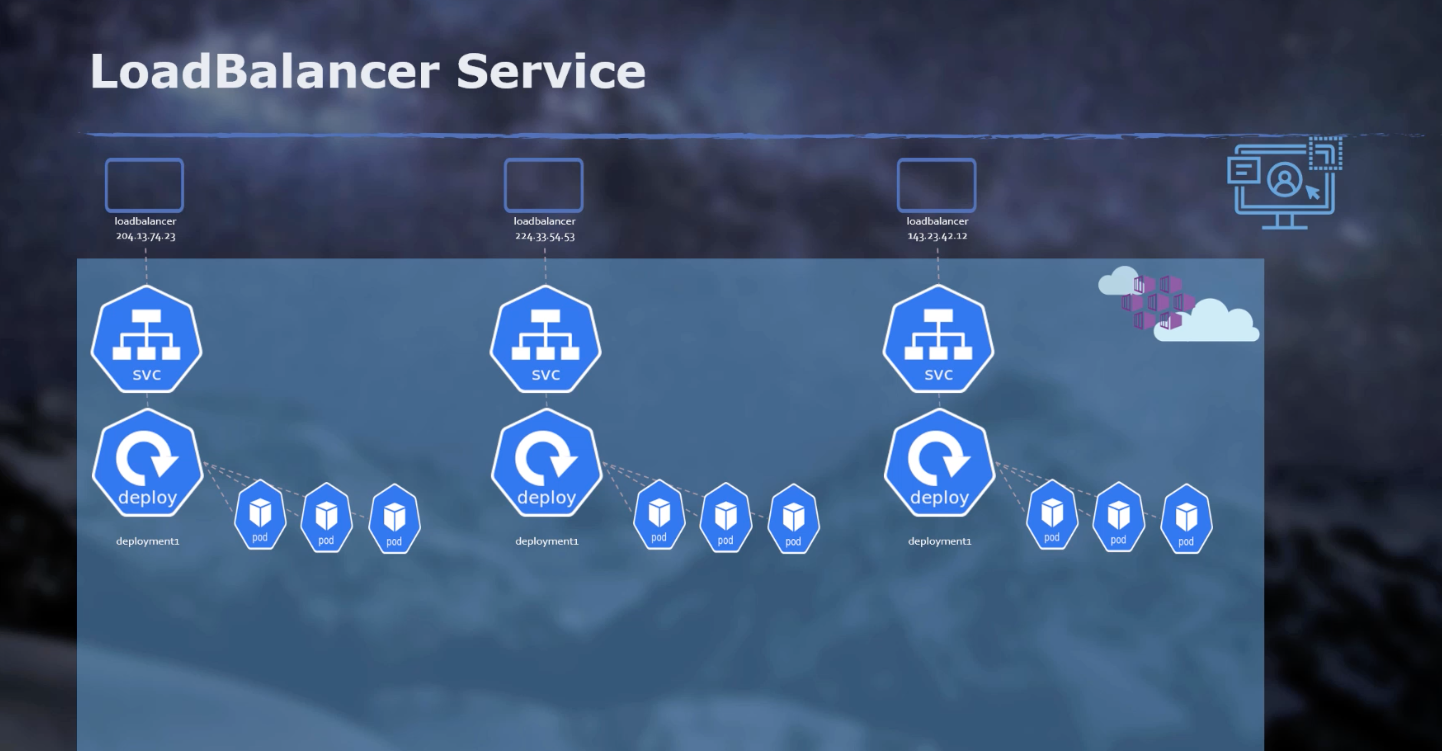 LoadBalancer Service
loadbalancer
204.13.74.23
loadbalancer
224.33.54.53
loadbalancer
143.23.42.12
svc
svc
svc
deploy
deploy
deploy
pod
pod
pod
pod
pod
pod
pod
pod
pod
deployment1
deployment1
deployment1